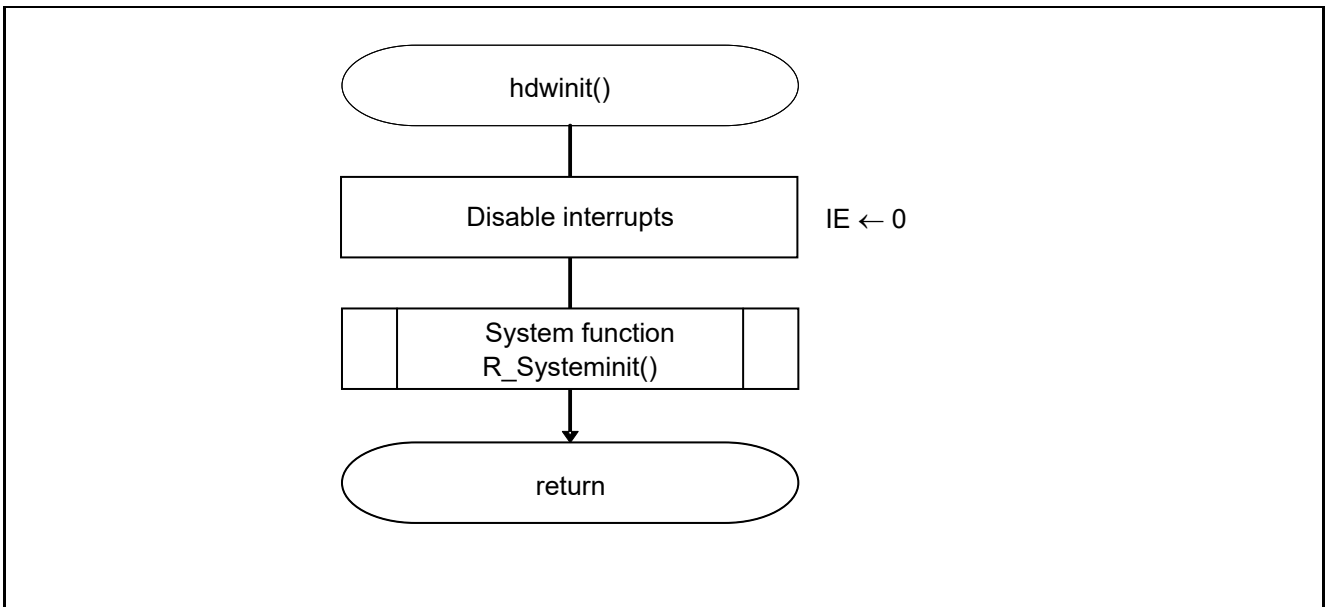 hdwinit()
Disable interrupts
IE ← 0
System function
R_Systeminit()
return